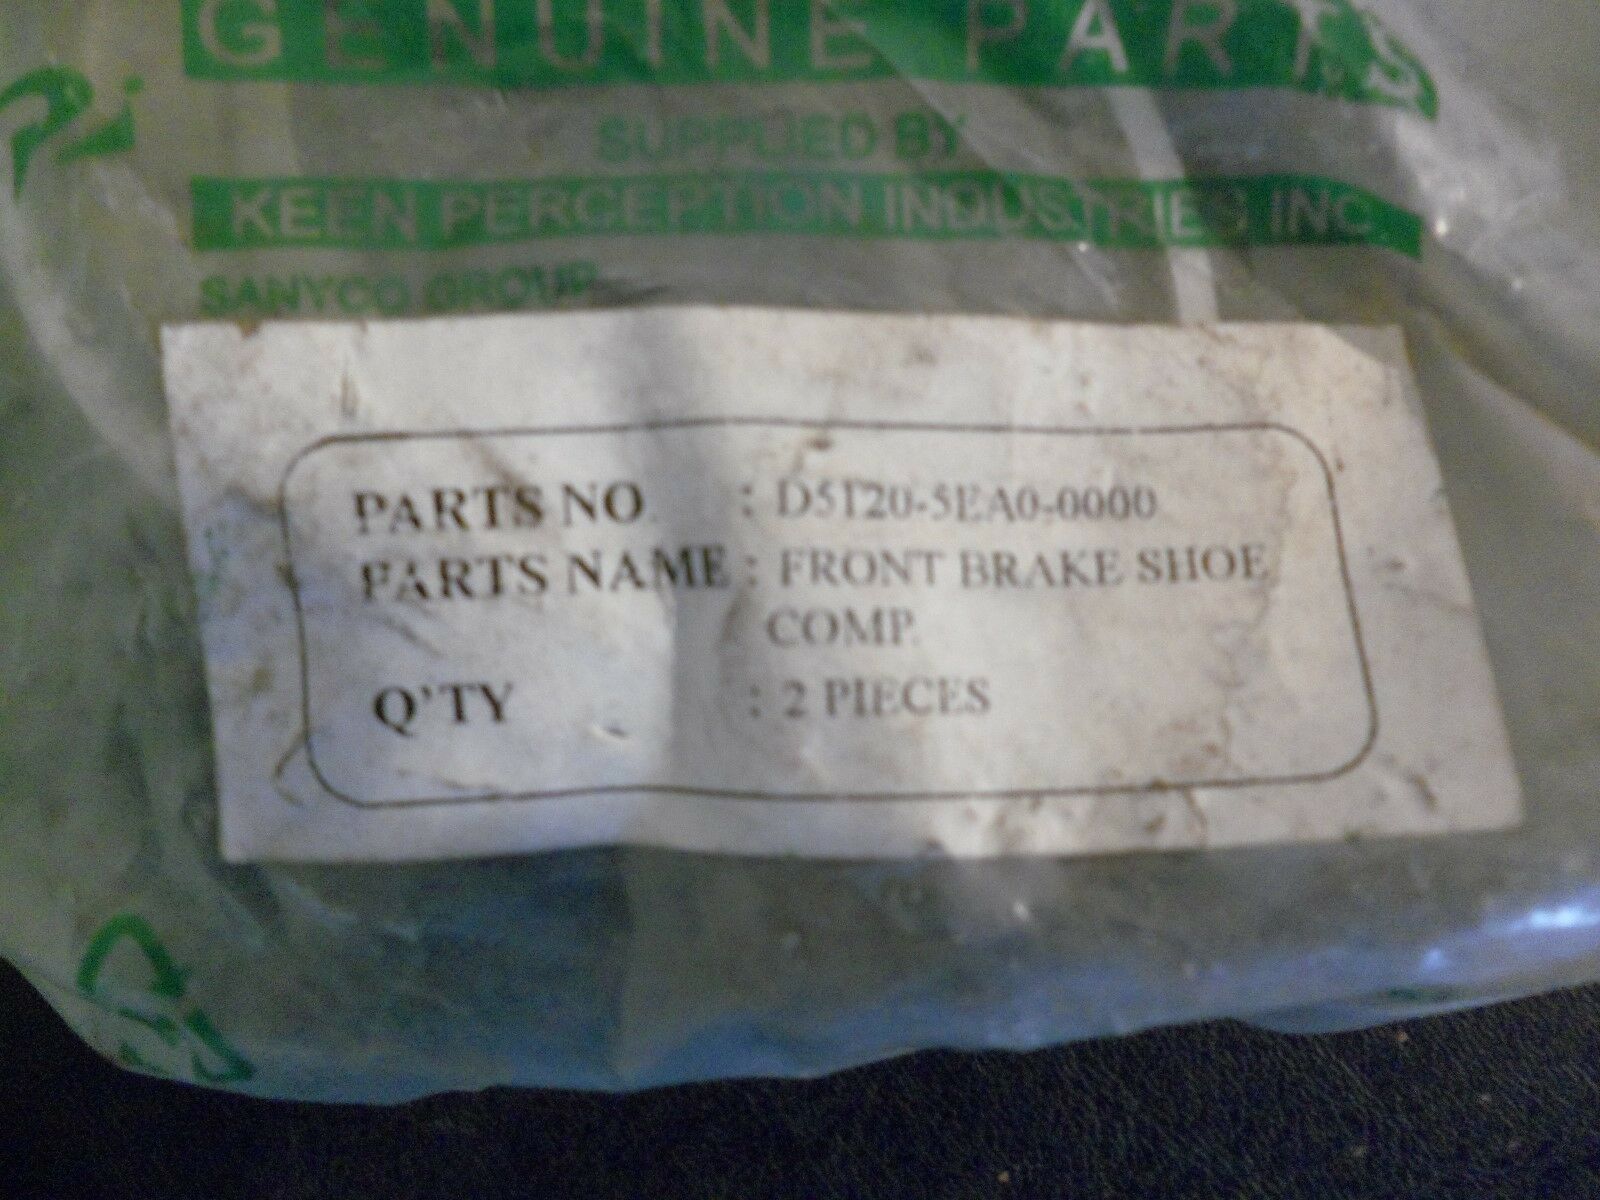 GENUINE PARTS
SUPPLIED BY
KEEN PERCEPTION INDUSTRIES INC.
SANYCO GROUP
PARTS NO. : D5120-5EA0-0000
PARTS NAME : FRONT BRAKE SHOE
COMP.
Q'TY : 2 PIECES